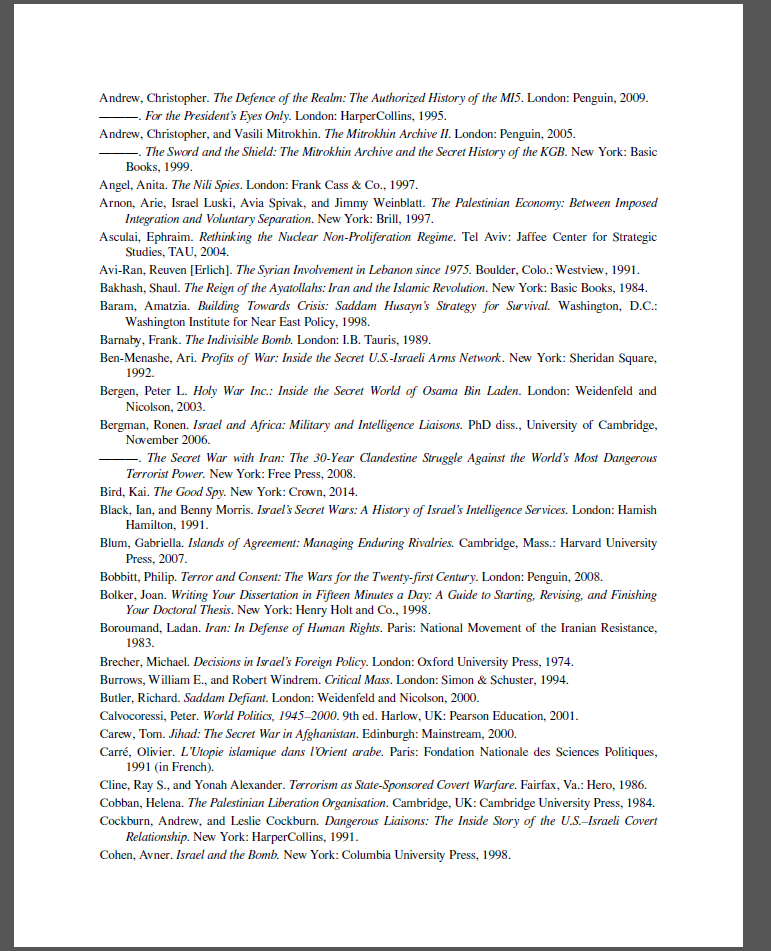 Andrew, Christopher. The Defence of the Realm: The Authorized History of the MI5. London: Penguin, 2009.
———. For the President's Eyes Only. London: HarperCollins, 1995.
Andrew, Christopher, and Vasili Mitrokhin. The Mitrokhin Archive II. London: Penguin, 2005.
———. The Sword and the Shield: The Mitrokhin Archive and the Secret History of the KGB. New York: Basic
Books, 1999.
Angel, Anita. The Nili Spies. London: Frank Cass & Co., 1997.
Arnon, Arie, Israel Luski, Avia Spivak, and Jimmy Weinblatt. The Palestinian Economy: Between Imposed
Integration and Voluntary Separation. New York: Brill, 1997.
Asculai, Ephraim. Rethinking the Nuclear Non-Proliferation Regime. Tel Aviv: Jaffee Center for Strategic
Studies, TAU, 2004.
Avi-Ran, Reuven [Erlich]. The Syrian Involvement in Lebanon since 1975. Boulder, Colo.: Westview, 1991.
Bakhash, Shaul. The Reign of the Ayatollahs: Iran and the Islamic Revolution. New York: Basic Books, 1984.
Baram, Amatzia. Building Towards Crisis: Saddam Husayn's Strategy for Survival. Washington, D.C.:
Washington Institute for Near East Policy, 1998.
Barnaby, Frank. The Indivisible Bomb. London: I.B. Tauris, 1989.
Ben-Menashe, Ari. Profits of War: Inside the Secret U.S.-Israeli Arms Network. New York: Sheridan Square,
1992.
Bergen, Peter L. Holy War Inc.: Inside the Secret World of Osama Bin Laden. London: Weidenfeld and
Nicolson, 2003.
Bergman, Ronen. Israel and Africa: Military and Intelligence Liaisons. PhD diss., University of Cambridge,
November 2006.
———. The Secret War with Iran: The 30-Year Clandestine Struggle Against the World's Most Dangerous
Terrorist Power. New York: Free Press, 2008.
Bird, Kai. The Good Spy. New York: Crown, 2014.
Black, Ian, and Benny Morris. Israel's Secret Wars: A History of Israel's Intelligence Services. London: Hamish
Hamilton, 1991.
Blum, Gabriella. Islands of Agreement: Managing Enduring Rivalries. Cambridge, Mass.: Harvard University
Press, 2007.
Bobbitt, Philip. Terror and Consent: The Wars for the Twenty-first Century. London: Penguin, 2008.
Bolker, Joan. Writing Your Dissertation in Fifteen Minutes a Day: A Guide to Starting, Revising, and Finishing
Your Doctoral Thesis. New York: Henry Holt and Co., 1998.
Boroumand, Ladan. Iran: In Defense of Human Rights. Paris: National Movement of the Iranian Resistance,
1983.
Brecher, Michael. Decisions in Israel's Foreign Policy. London: Oxford University Press, 1974.
Burrows, William E., and Robert Windrem. Critical Mass. London: Simon & Schuster, 1994.
Butler, Richard. Saddam Defiant. London: Weidenfeld and Nicolson, 2000.
Calvocoressi, Peter. World Politics, 1945–2000. 9th ed. Harlow, UK: Pearson Education, 2001.
Carew, Tom. Jihad: The Secret War in Afghanistan. Edinburgh: Mainstream, 2000.
Carré, Olivier. L'Utopie islamique dans l'Orient arabe. Paris: Fondation Nationale des Sciences Politiques,
1991 (in French).
Cline, Ray S., and Yonah Alexander. Terrorism as State-Sponsored Covert Warfare. Fairfax, Va.: Hero, 1986.
Cobban, Helena. The Palestinian Liberation Organisation. Cambridge, UK: Cambridge University Press, 1984.
Cockburn, Andrew, and Leslie Cockburn. Dangerous Liaisons: The Inside Story of the U.S.–Israeli Covert
Relationship. New York: HarperCollins, 1991.
Cohen, Avner. Israel and the Bomb. New York: Columbia University Press, 1998.